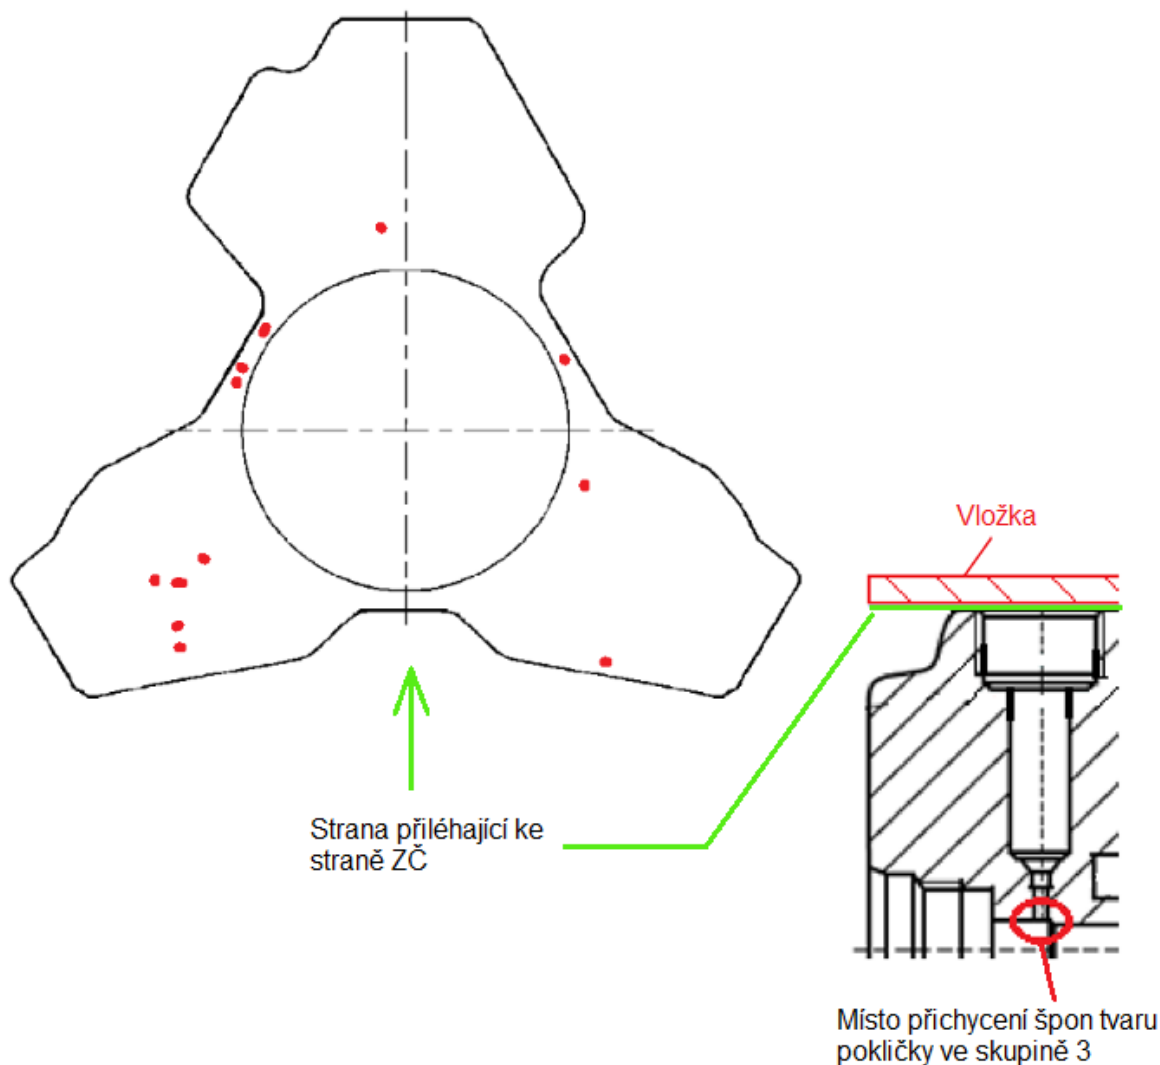 Vložka
Strana přiléhající ke
straně ZČ
Místo přichycení špon tvaru
pokličky ve skupině 3